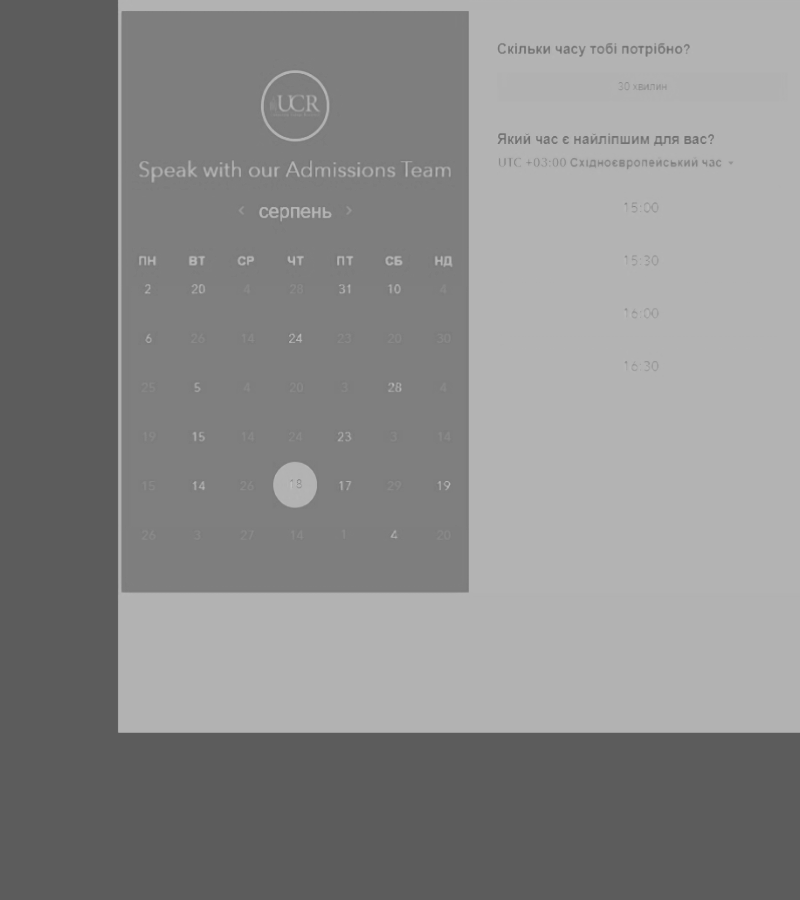 UCR
Speak with our Admissions Team
‹ серпень ›
ПН ВТ СР ЧТ ПТ СБ НД
2 20 4 28 31 10 4
6 26 14 24 23 20 30
25 5 4 20 3 28 4
19 15 14 24 23 3 14
15 14 26 18 17 29 19
26 3 27 14 1 4 20
Скільки часу тобі потрібно?
30 хвилин
Який час є найліпшим для вас?
UTC +03:00 Східноєвропейський час
15:00
15:30
16:00
16:30